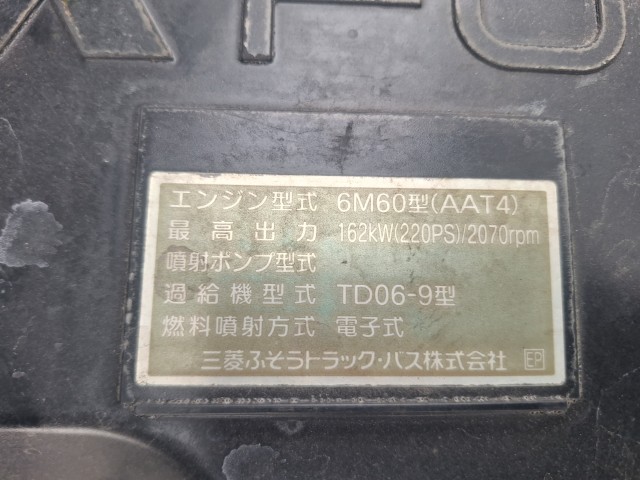 エンジン型式 6M60型(AAT4)
最高出力 162kW(220PS)/2070rpm
噴射ポンプ型式
過給機型式 TD06-9型
燃料噴射方式 電子式
三菱ふそうトラック・バス株式会社 EP